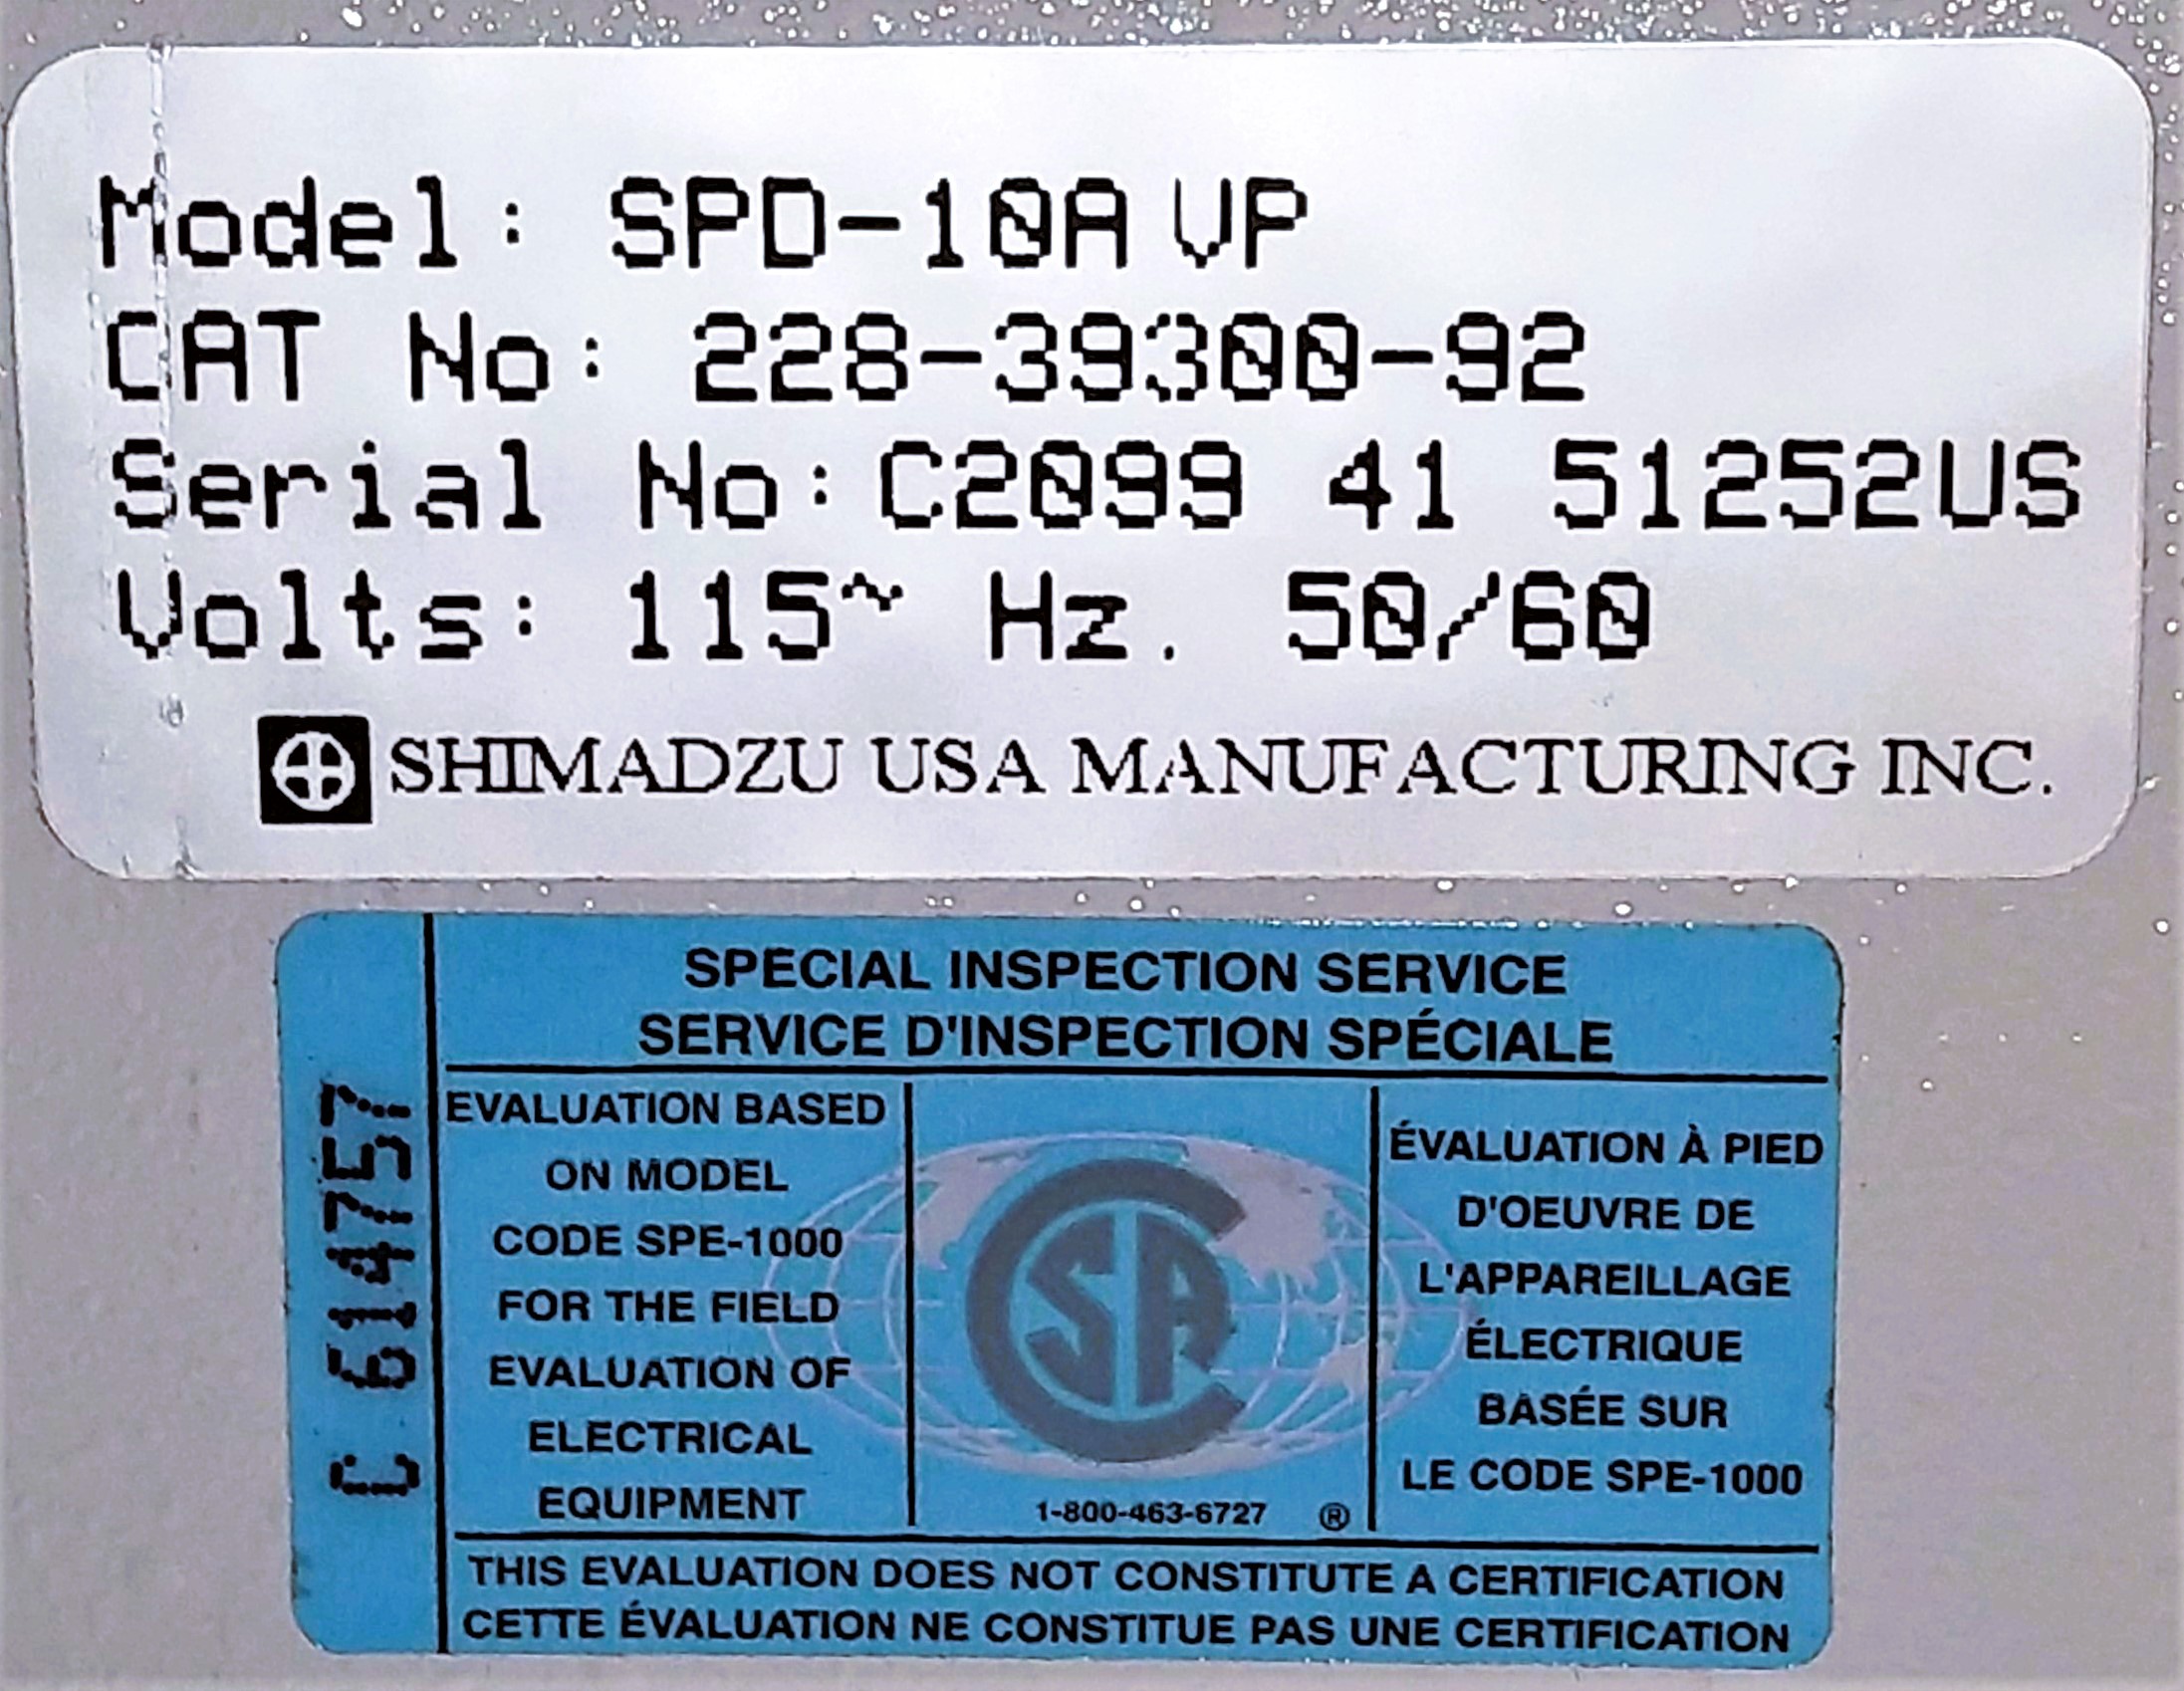 Model: SPD-10A VP
CAT No: 228-39300-92
Serial No:C2099 41 51252US
Volts: 115~ Hz. 50/60
SHIMADZU USA MANUFACTURING INC.
C 614757
SPECIAL INSPECTION SERVICE
SERVICE D'INSPECTION SPÉCIALE
EVALUATION BASED
ON MODEL
CODE SPE-1000
FOR THE FIELD
EVALUATION OF
ELECTRICAL
EQUIPMENT
CSA
1-800-463-6727 ®
ÉVALUATION À PIED
D'OEUVRE DE
L'APPAREILLAGE
ÉLECTRIQUE
BASÉE SUR
LE CODE SPE-1000
THIS EVALUATION DOES NOT CONSTITUTE A CERTIFICATION
CETTE ÉVALUATION NE CONSTITUE PAS UNE CERTIFICATION